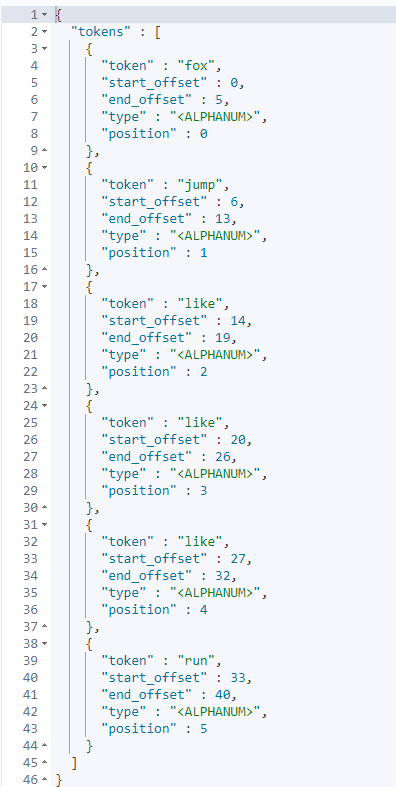 1 {
2 "tokens" : [
3 {
4 "token" : "fox",
5 "start_offset" : 0,
6 "end_offset" : 5,
7 "type" : "<ALPHANUM>",
8 "position" : 0
9 },
10 {
11 "token" : "jump",
12 "start_offset" : 6,
13 "end_offset" : 13,
14 "type" : "<ALPHANUM>",
15 "position" : 1
16 },
17 {
18 "token" : "like",
19 "start_offset" : 14,
20 "end_offset" : 19,
21 "type" : "<ALPHANUM>",
22 "position" : 2
23 },
24 {
25 "token" : "like",
26 "start_offset" : 20,
27 "end_offset" : 26,
28 "type" : "<ALPHANUM>",
29 "position" : 3
30 },
31 {
32 "token" : "like",
33 "start_offset" : 27,
34 "end_offset" : 32,
35 "type" : "<ALPHANUM>",
36 "position" : 4
37 },
38 {
39 "token" : "run",
40 "start_offset" : 33,
41 "end_offset" : 40,
42 "type" : "<ALPHANUM>",
43 "position" : 5
44 }
45 ]
46 }